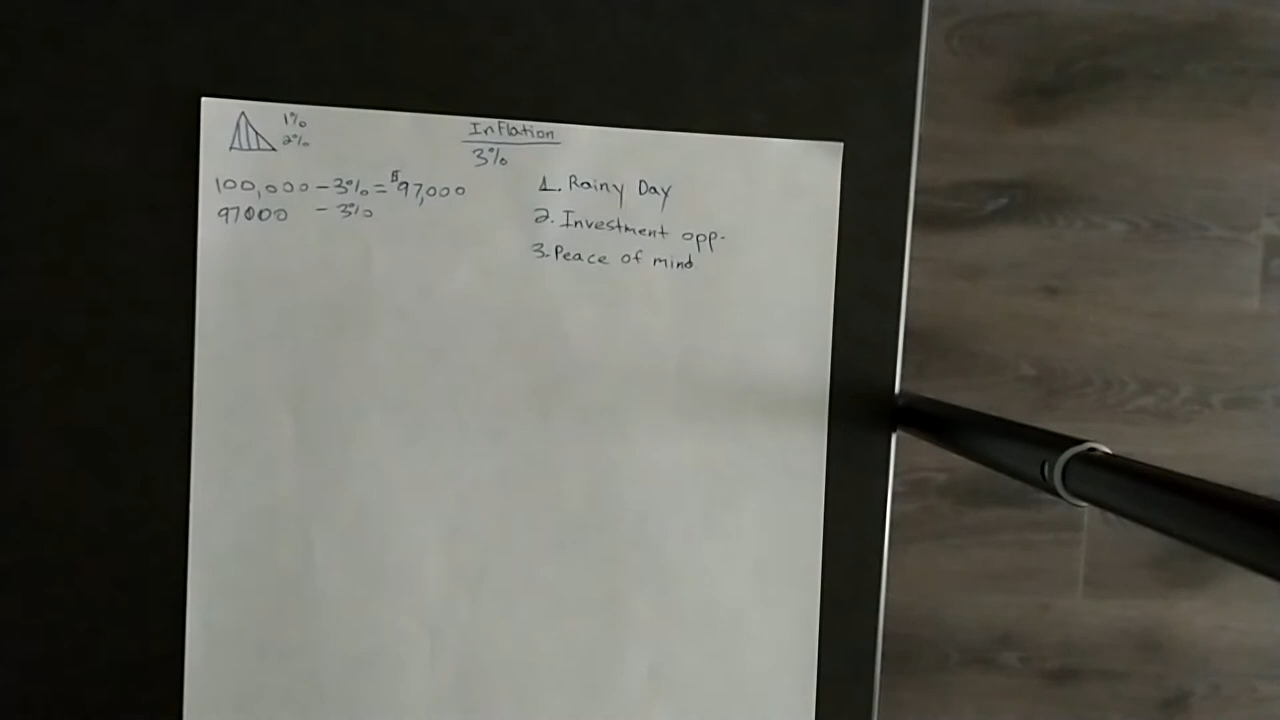 1%
2%
Inflation
3%
100,000 - 3% = $97,000
97000 - 3%
1. Rainy Day
2. Investment opp.
3. Peace of mind